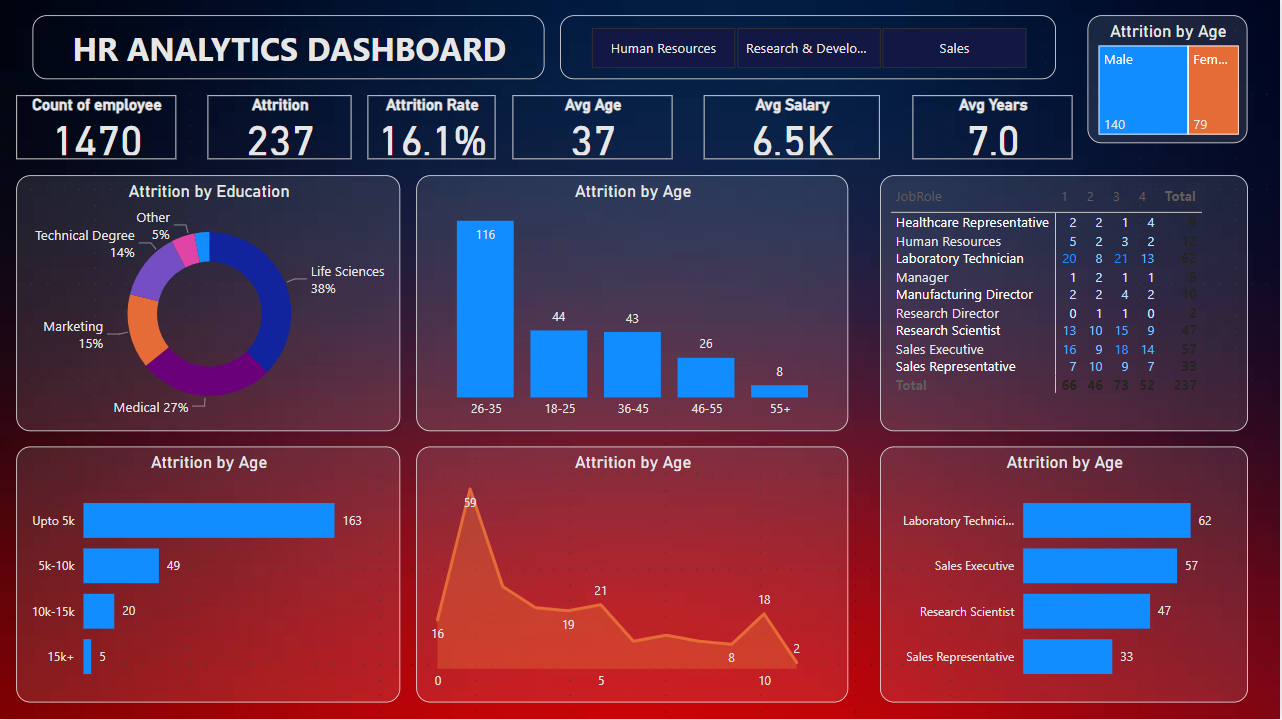 HR ANALYTICS DASHBOARD
Human Resources
Research & Develo...
Sales
Attrition by Age
Male
Fem...
140
79
Count of employee
1470
Attrition
237
Attrition Rate
16.1%
Avg Age
37
Avg Salary
6.5K
Avg Years
7.0
Attrition by Education
Other
5%
Technical Degree
14%
Life Sciences
38%
Marketing
15%
Medical 27%
Attrition by Age
116
44
43
26
8
26-35
18-25
36-45
46-55
55+
JobRole 1 2 3 4 Total
Healthcare Representative 2 2 1 4
Human Resources 5 2 3 2 12
Laboratory Technician 20 8 21 13 62
Manager 1 2 1 1 5
Manufacturing Director 2 2 4 2 10
Research Director 0 1 1 0 2
Research Scientist 13 10 15 9 47
Sales Executive 16 9 18 14 57
Sales Representative 7 10 9 7 33
Total 66 46 73 52 237
Attrition by Age
Upto 5k 163
5k-10k 49
10k-15k 20
15k+ 5
Attrition by Age
59
16
19
21
8
18
2
0 5 10
Attrition by Age
Laboratory Technici... 62
Sales Executive 57
Research Scientist 47
Sales Representative 33